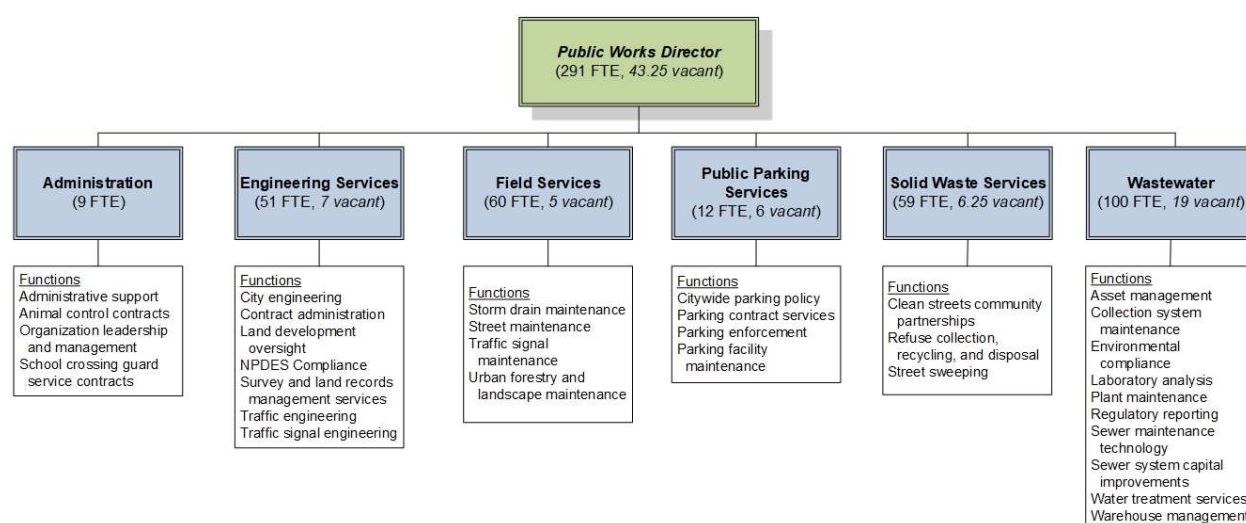 Public Works Director
(291 FTE, 43.25 vacant)
Administration
(9 FTE)
Functions
Administrative support
Animal control contracts
Organization leadership
and management
School crossing guard
service contracts
Engineering Services
(51 FTE, 7 vacant)
Functions
City engineering
Contract administration
Land development
oversight
NPDES Compliance
Survey and land records
management services
Traffic engineering
Traffic signal engineering
Field Services
(60 FTE, 5 vacant)
Functions
Storm drain maintenance
Street maintenance
Traffic signal
maintenance
Urban forestry and
landscape maintenance
Public Parking
Services
(12 FTE, 6 vacant)
Functions
Citywide parking policy
Parking contract services
Parking enforcement
Parking facility
maintenance
Solid Waste Services
(59 FTE, 6.25 vacant)
Functions
Clean streets community
partnerships
Refuse collection,
recycling, and disposal
Street sweeping
Wastewater
(100 FTE, 19 vacant)
Functions
Asset management
Collection system
maintenance
Environmental
compliance
Laboratory analysis
Plant maintenance
Regulatory reporting
Sewer maintenance
technology
Sewer system capital
improvements
Water treatment services
Warehouse management